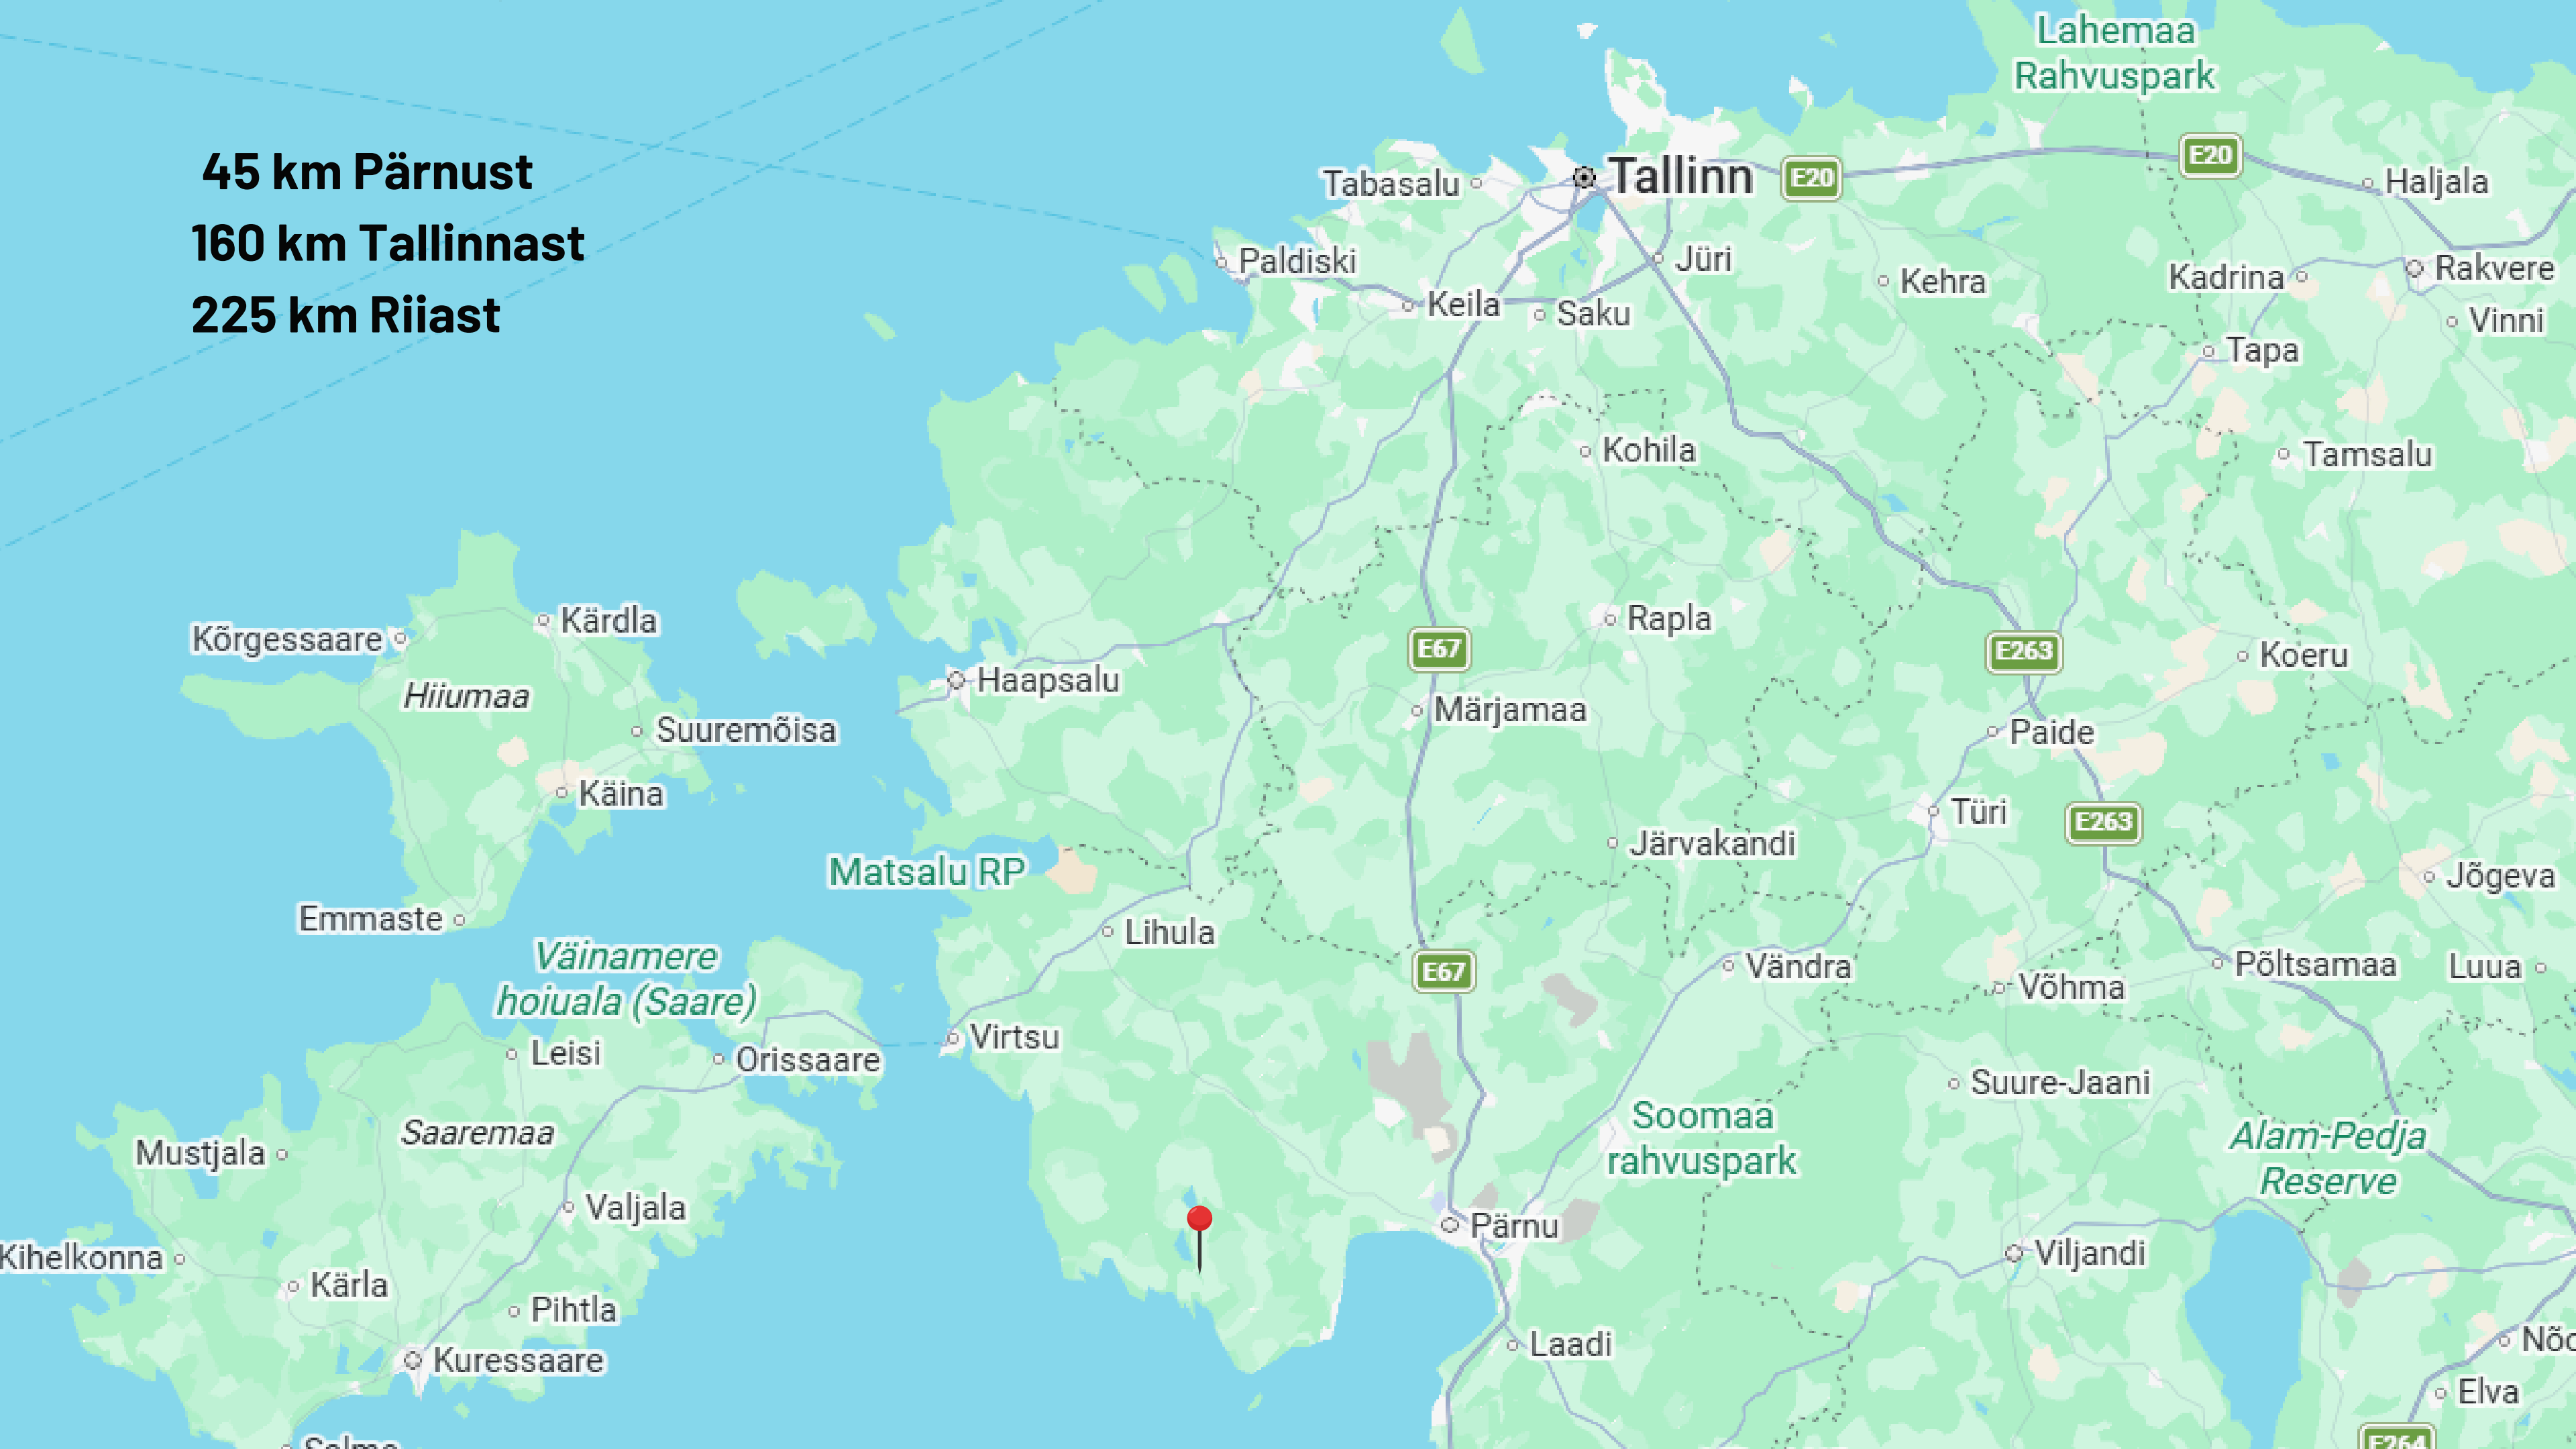 45 km Pärnust
160 km Tallinnast
225 km Riiast
Lahemaa
Rahvuspark
Tabasalu
Tallinn
E20
E20
Haljala
Paldiski
Jüri
Kehra
Kadrina
Rakvere
Keila
Saku
Vinni
Tapa
Kohila
Tamsalu
Kõrgessaare
Kärdla
Rapla
E67
E263
Koeru
Hiiumaa
Haapsalu
Märjamaa
Suuremõisa
Paide
Käina
Türi
E263
Järvakandi
Matsalu RP
Jõgeva
Emmaste
Lihula
Väinamere
hoiuala (Saare)
E67
Vändra
Võhma
Põltsamaa
Luua
Virtsu
Leisi
Orissaare
Suure-Jaani
Saaremaa
Mustjala
Soomaa
rahvuspark
Alam-Pedja
Reserve
Valjala
Pärnu
Viljandi
Kihelkonna
Kärla
Pihtla
Laadi
Kuressaare
Elva
E264